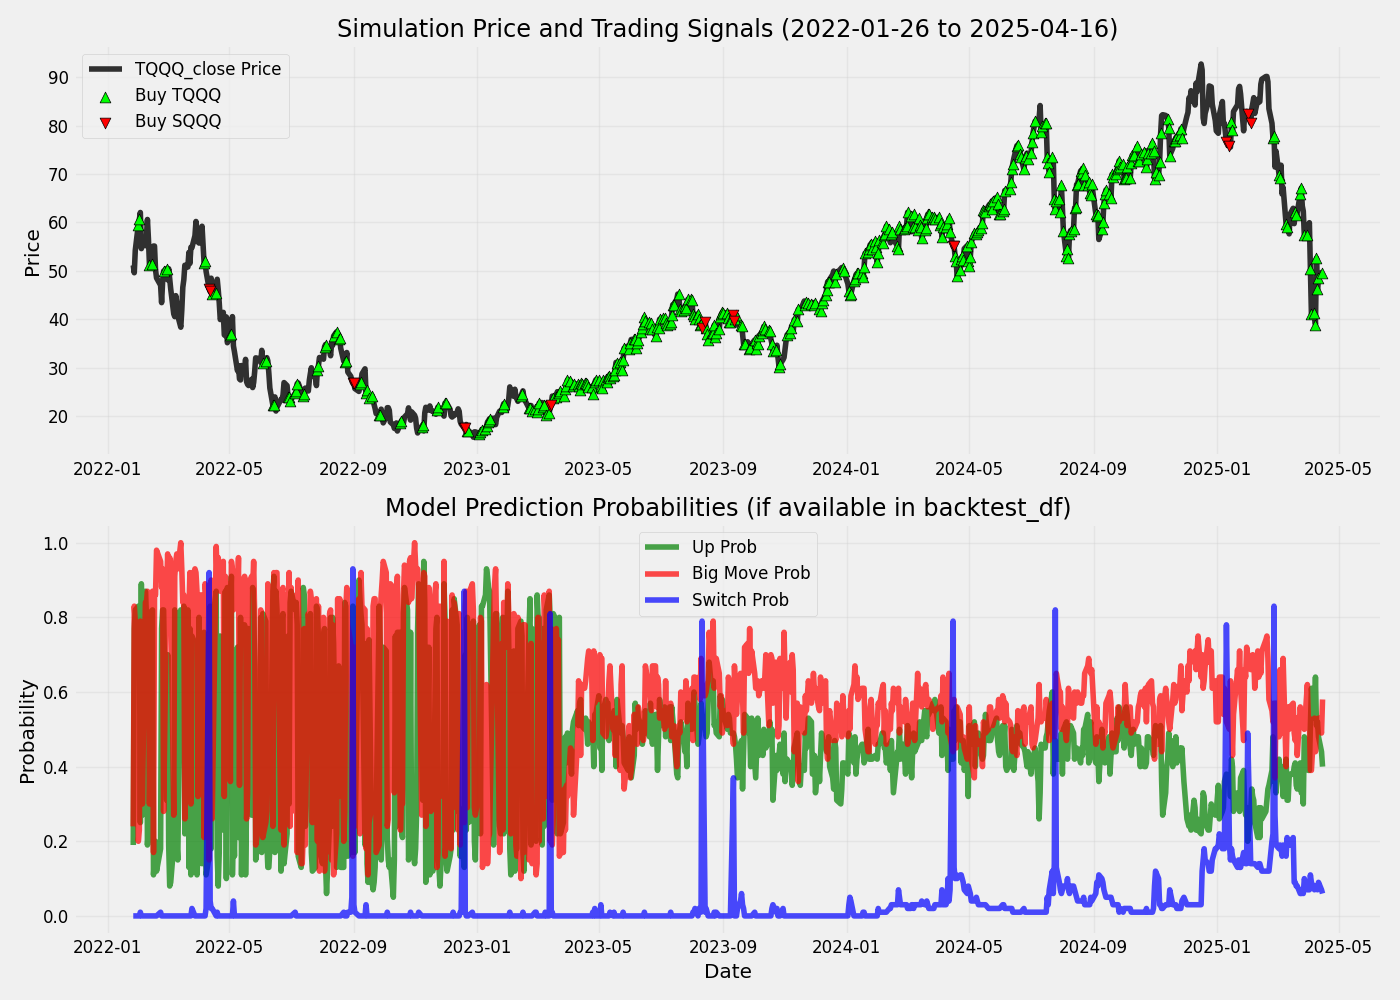 Simulation Price and Trading Signals (2022-01-26 to 2025-04-16)
TQQQ_close Price
Buy TQQQ
Buy SQQQ
Price
90
80
70
60
50
40
30
20
2022-01 2022-05 2022-09 2023-01 2023-05 2023-09 2024-01 2024-05 2024-09 2025-01 2025-05
Model Prediction Probabilities (if available in backtest_df)
Up Prob
Big Move Prob
Switch Prob
Probability
1.0
0.8
0.6
0.4
0.2
0.0
2022-01 2022-05 2022-09 2023-01 2023-05 2023-09 2024-01 2024-05 2024-09 2025-01 2025-05
Date